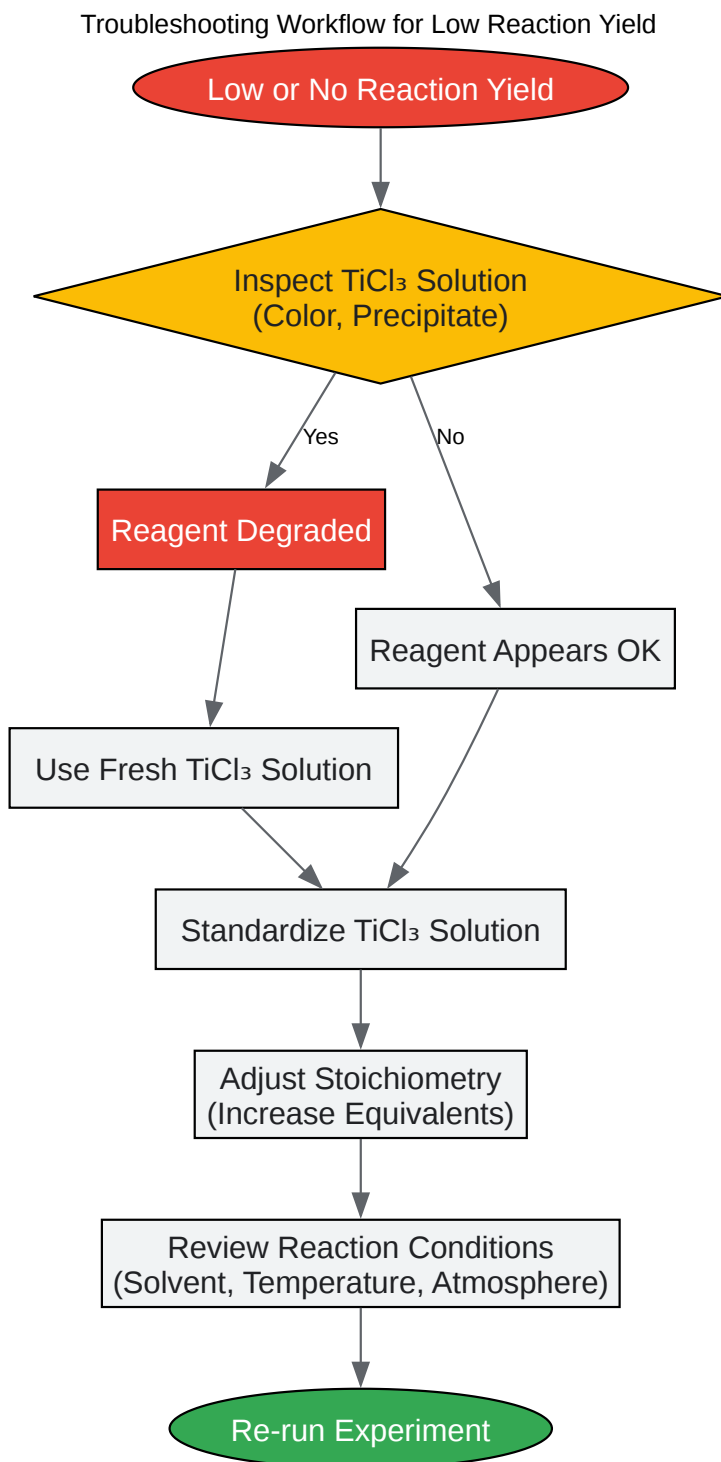 Troubleshooting Workflow for Low Reaction Yield
Low or No Reaction Yield
Inspect TiCl₃ Solution
(Color, Precipitate)
Yes
No
Reagent Degraded
Reagent Appears OK
Use Fresh TiCl₃ Solution
Standardize TiCl₃ Solution
Adjust Stoichiometry
(Increase Equivalents)
Review Reaction Conditions
(Solvent, Temperature, Atmosphere)
Re-run Experiment